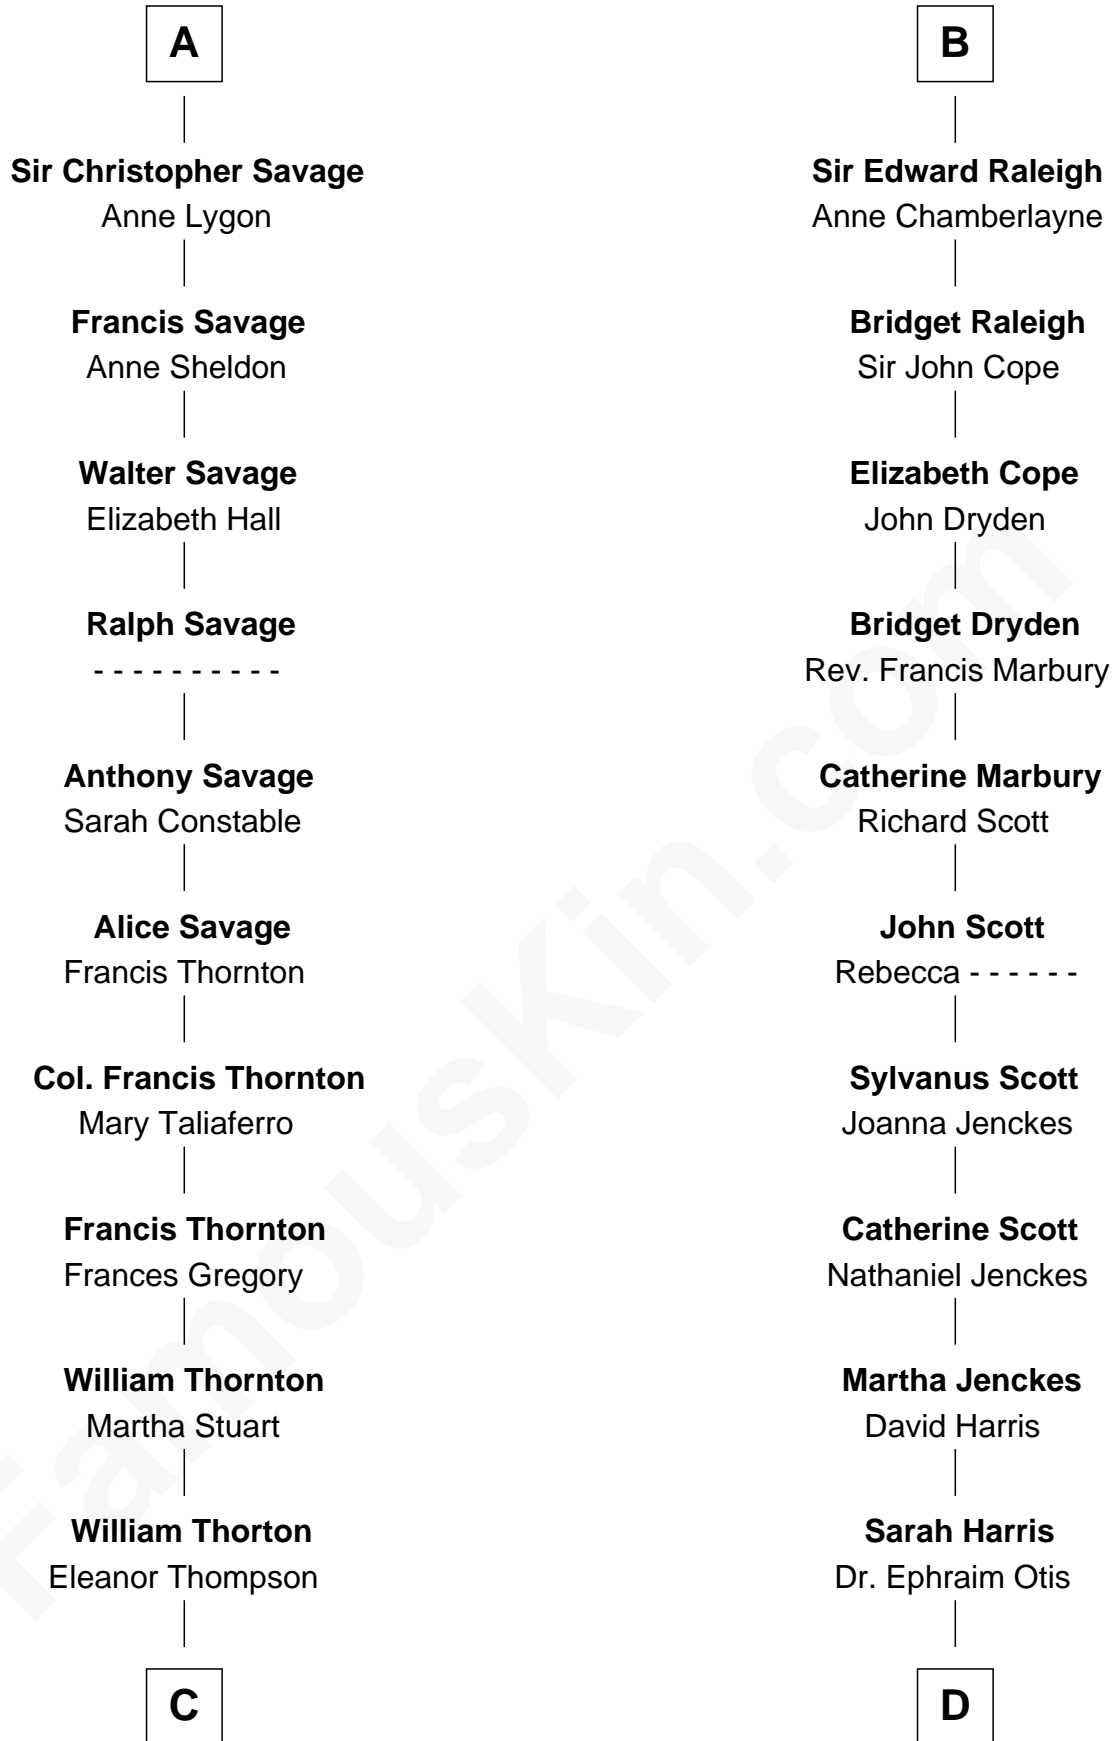 A
Sir Christopher Savage
Anne Lygon
Francis Savage
Anne Sheldon
Walter Savage
Elizabeth Hall
Ralph Savage
- - - - - - - - - -
Anthony Savage
Sarah Constable
Alice Savage
Francis Thornton
Col. Francis Thornton
Mary Taliaferro
Francis Thornton
Frances Gregory
William Thornton
Martha Stuart
William Thorton
Eleanor Thompson
C
B
Sir Edward Raleigh
Anne Chamberlayne
Bridget Raleigh
Sir John Cope
Elizabeth Cope
John Dryden
Bridget Dryden
Rev. Francis Marbury
Catherine Marbury
Richard Scott
John Scott
Rebecca - - - - - -
Sylvanus Scott
Joanna Jenckes
Catherine Scott
Nathaniel Jenckes
Martha Jenckes
David Harris
Sarah Harris
Dr. Ephraim Otis
D
FamousKin.com